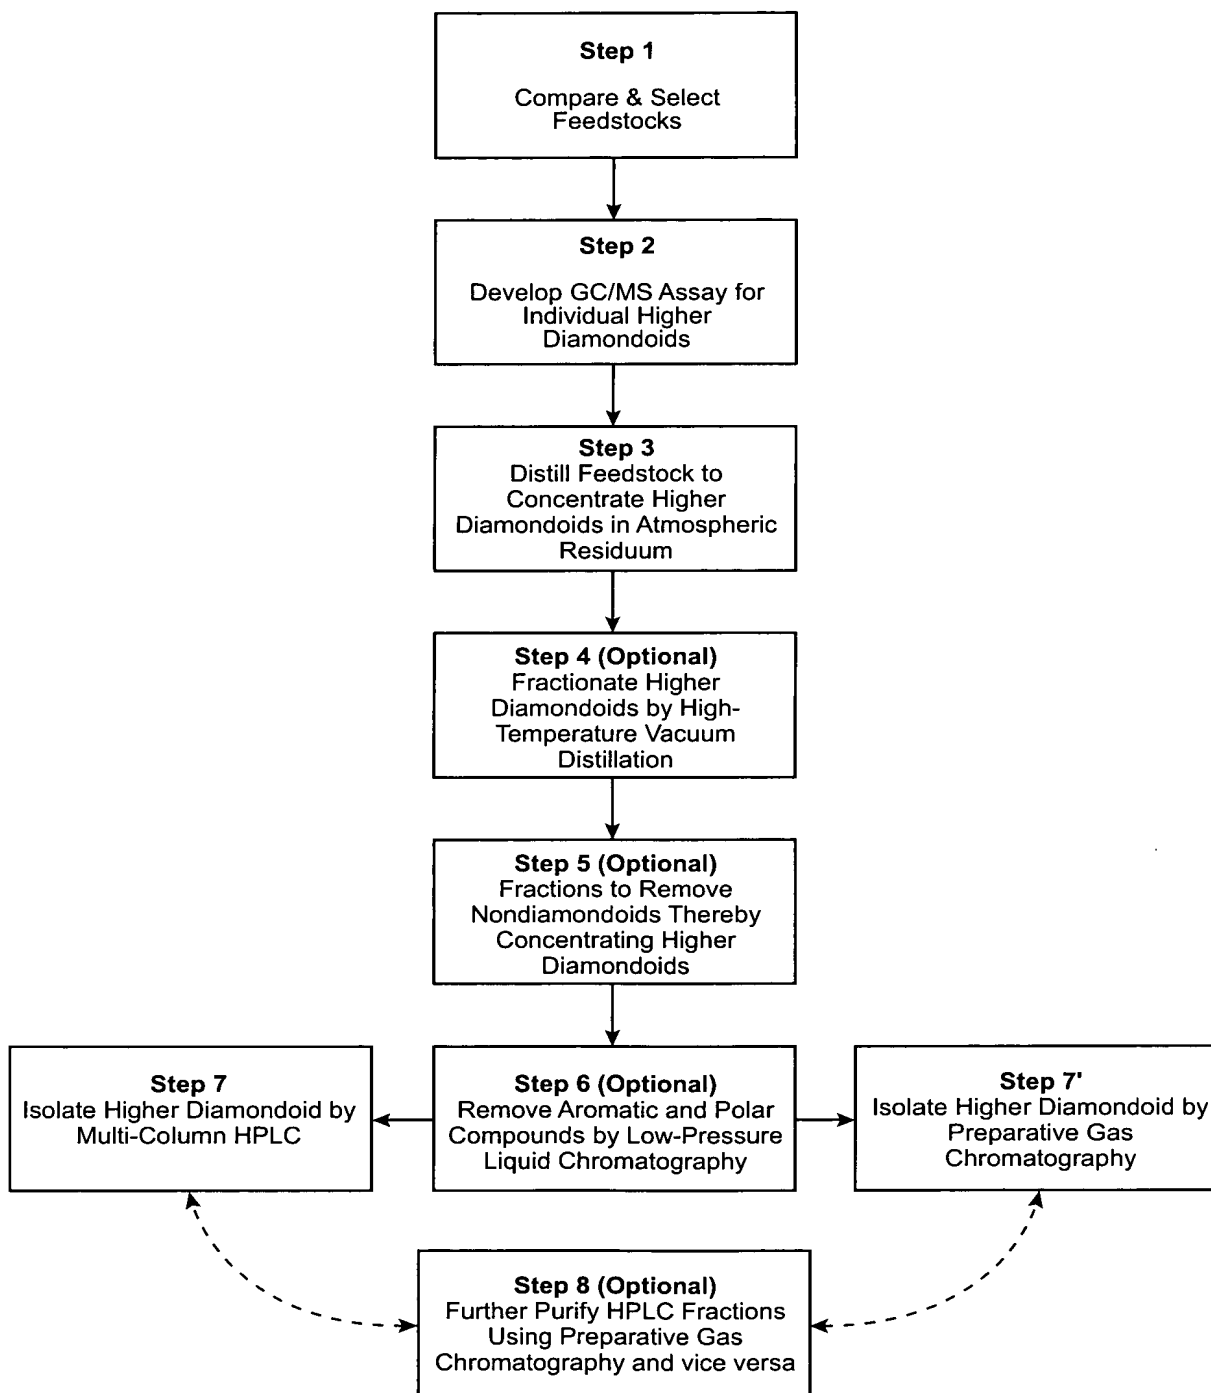 Step 1
Compare & Select
Feedstocks
Step 2
Develop GC/MS Assay for
Individual Higher
Diamondoids
Step 3
Distill Feedstock to
Concentrate Higher
Diamondoids in Atmospheric
Residuum
Step 4 (Optional)
Fractionate Higher
Diamondoids by High-
Temperature Vacuum
Distillation
Step 5 (Optional)
Fractions to Remove
Nondiamondoids Thereby
Concentrating Higher
Diamondoids
Step 7
Isolate Higher Diamondoid by
Multi-Column HPLC
Step 6 (Optional)
Remove Aromatic and Polar
Compounds by Low-Pressure
Liquid Chromatography
Step 7'
Isolate Higher Diamondoid by
Preparative Gas
Chromatography
Step 8 (Optional)
Further Purify HPLC Fractions
Using Preparative Gas
Chromatography and vice versa